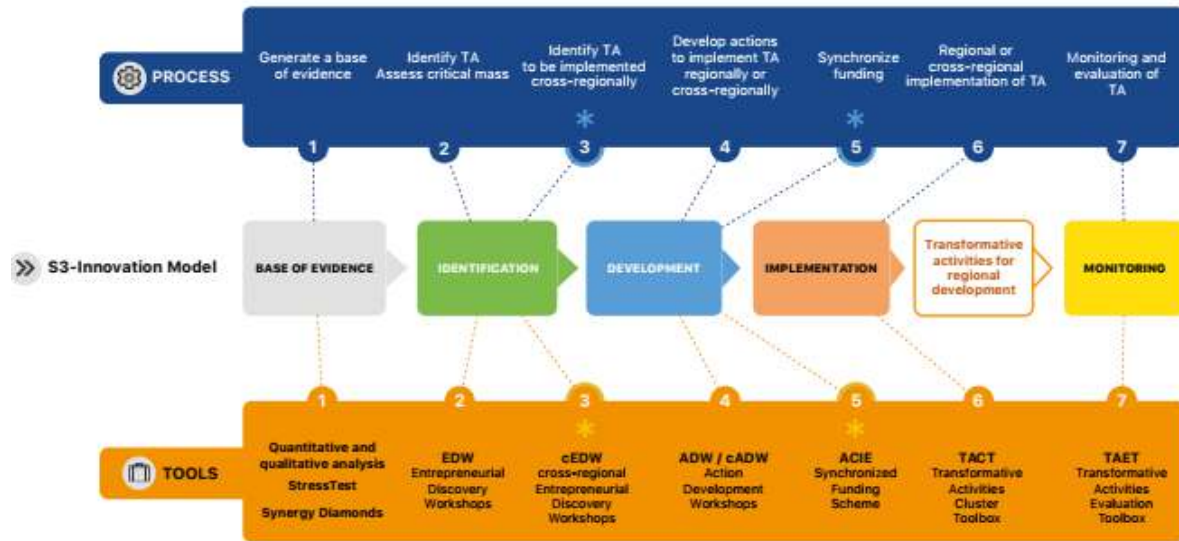 PROCESS
Generate a base
of evidence
Identify TA
Assess critical mass
Identify TA
to be implemented
cross-regionally
*
Develop actions
to implement TA
regionally or
cross-regionally
Synchronize
funding
*
Regional or
cross-regional
implementation of TA
Monitoring and
evaluation of
TA
1
2
3
4
5
6
7
S3-Innovation Model
BASE OF EVIDENCE
IDENTIFICATION
DEVELOPMENT
IMPLEMENTATION
Transformative
activities for
regional
development
MONITORING
1
2
3
4
5
6
7
TOOLS
Quantitative and
qualitative analysis
StressTest
Synergy Diamonds
EDW
Entrepreneurial
Discovery
Workshops
*
cEDW
cross-regional
Entrepreneurial
Discovery
Workshops
ADW / cADW
Action
Development
Workshops
*
ACIE
Synchronized
Funding
Scheme
TACT
Transformative
Activities
Cluster
Toolbox
TAET
Transformative
Activities
Evaluation
Toolbox